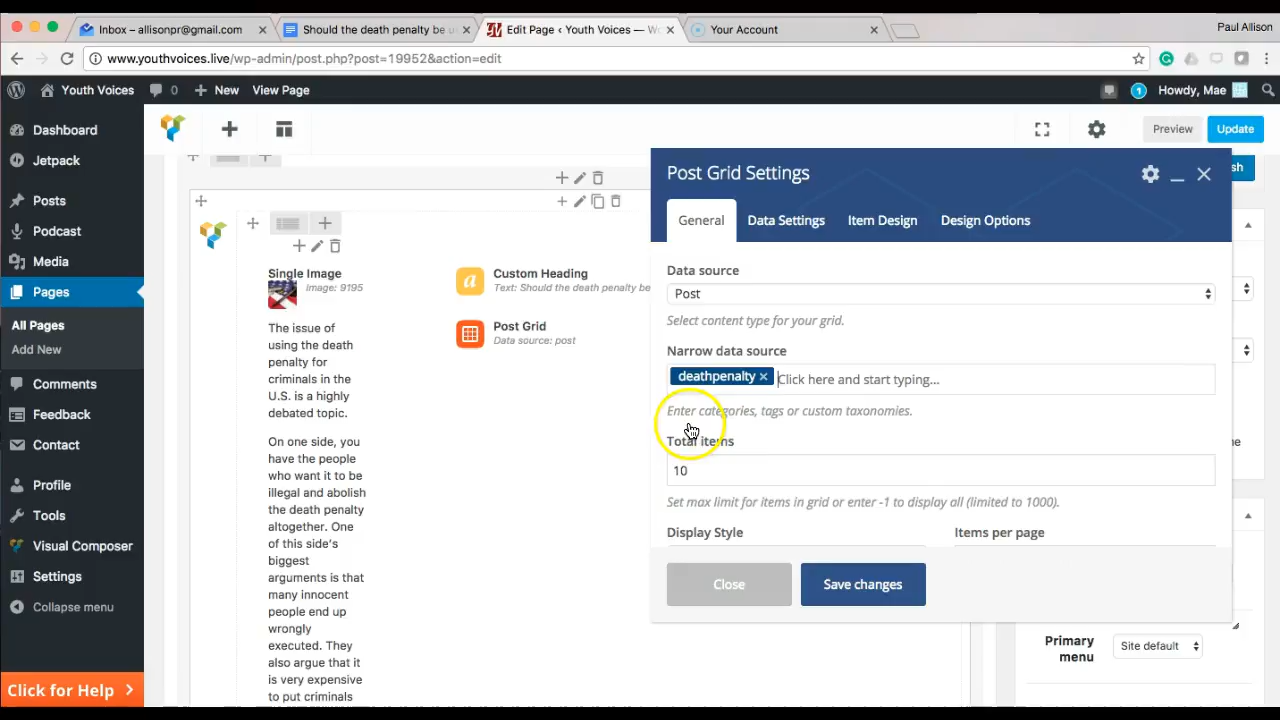 Inbox – allisonpr@gmail.com
Should the death penalty be u
Edit Page ‹ Youth Voices — Wo
Your Account
Paul Allison
www.youthvoices.live/wp-admin/post.php?post=19952&action=edit
Youth Voices
0
New
View Page
1
Howdy, Mae
Dashboard
Jetpack
Posts
Podcast
Media
Pages
All Pages
Add New
Comments
Feedback
Contact
Profile
Tools
Visual Composer
Settings
Collapse menu
Click for Help
Preview
Update
sh
Single Image
Image: 9195
The issue of
using the death
penalty for
criminals in the
U.S. is a highly
debated topic.
On one side, you
have the people
who want it to be
illegal and abolish
the death penalty
altogether. One
of this side's
biggest
arguments is that
many innocent
people end up
wrongly
executed. They
also argue that it
is very expensive
to put criminals
a
Custom Heading
Text: Should the death penalty be
Post Grid
Data source: post
Post Grid Settings
General
Data Settings
Item Design
Design Options
Data source
Post
Select content type for your grid.
Narrow data source
deathpenalty
Click here and start typing...
Enter categories, tags or custom taxonomies.
Total items
10
Set max limit for items in grid or enter -1 to display all (limited to 1000).
Display Style
Items per page
Close
Save changes
me
Primary
menu
Site default